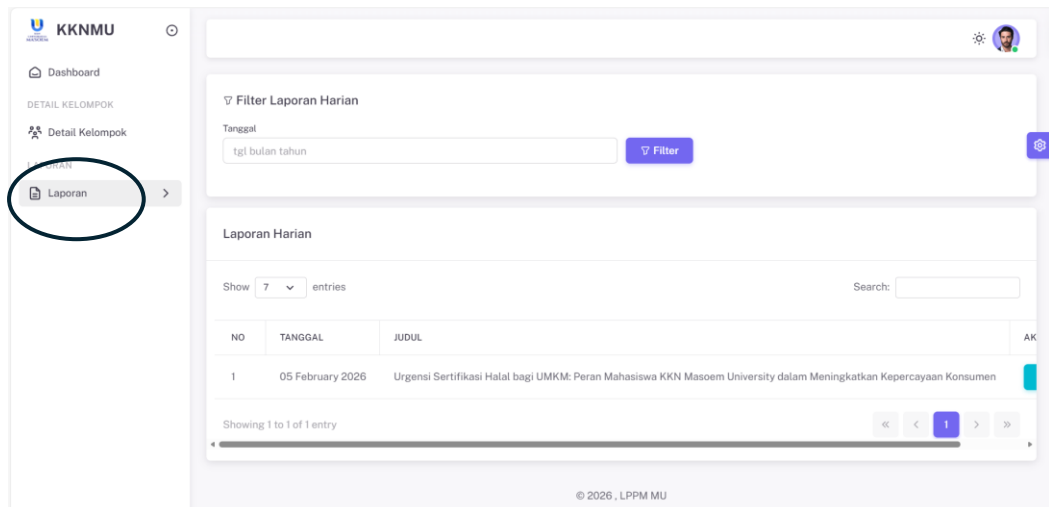 KKNMU
Dashboard
DETAIL KELOMPOK
Detail Kelompok
LAPORAN
Laporan
Filter Laporan Harian
Tanggal
tgl bulan tahun
Filter
Laporan Harian
Show 7 entries
Search:
NO TANGGAL JUDUL AK
1 05 February 2026 Urgensi Sertifikasi Halal bagi UMKM: Peran Mahasiswa KKN Masoem University dalam Meningkatkan Kepercayaan Konsumen
Showing 1 to 1 of 1 entry
« < 1 > »
© 2026 , LPPM MU